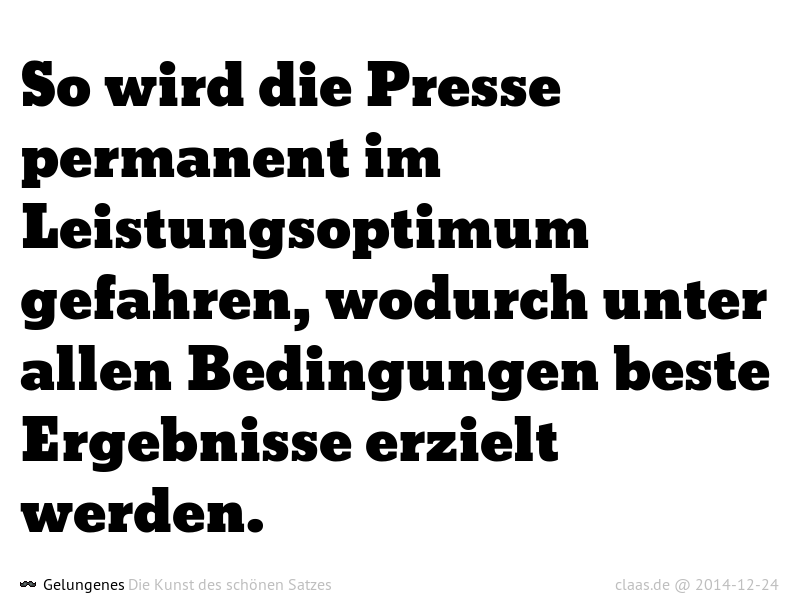 So wird die Presse
permanent im
Leistungsoptimum
gefahren, wodurch unter
allen Bedingungen beste
Ergebnisse erzielt
werden.
Gelungenes Die Kunst des schönen Satzes
claas.de @ 2014-12-24